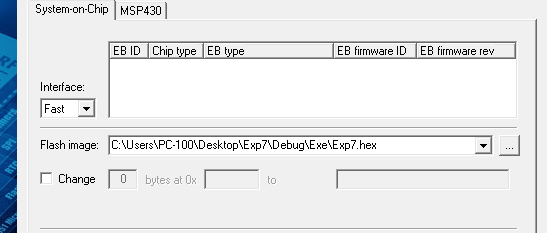 System-on-Chip MSP430
EB ID Chip type EB type EB firmware ID EB firmware rev
Interface:
Fast
Flash image: C:\Users\PC-100\Desktop\Exp7\Debug\Exe\Exp7.hex ...
Change 0 bytes at 0x to